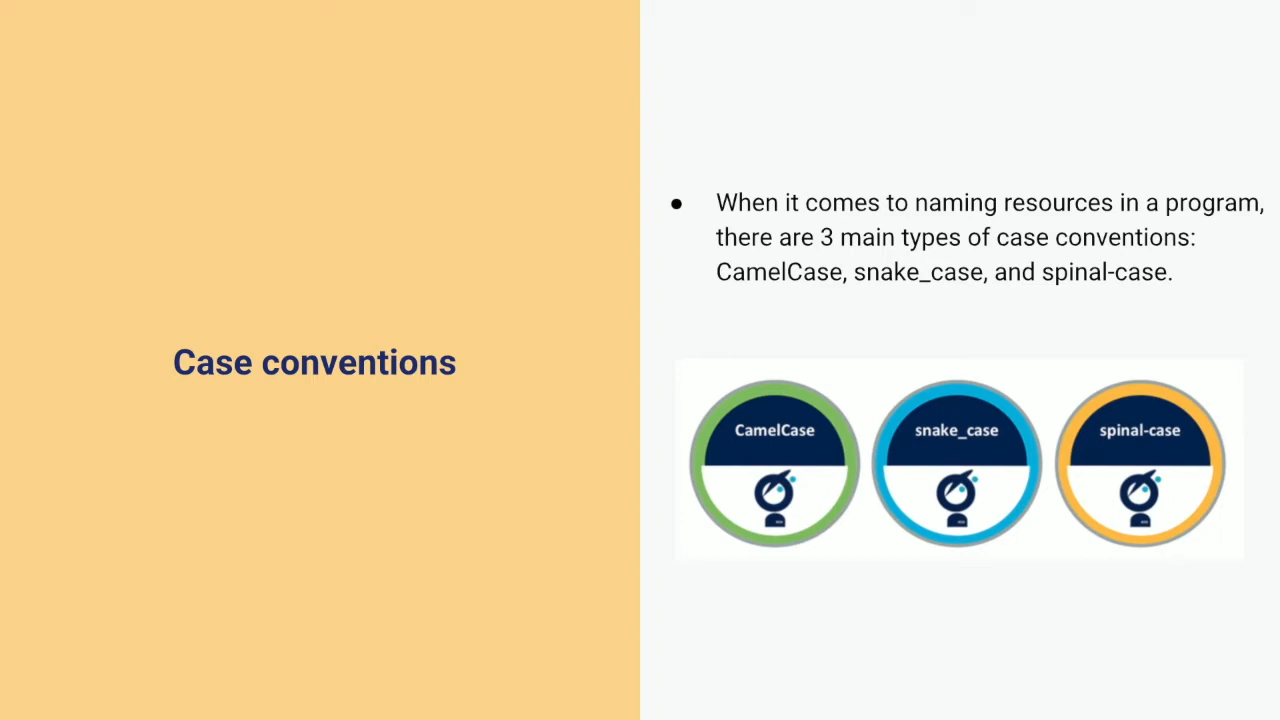 Case conventions
● When it comes to naming resources in a program,
there are 3 main types of case conventions:
CamelCase, snake_case, and spinal-case.
CamelCase
snake_case
spinal-case